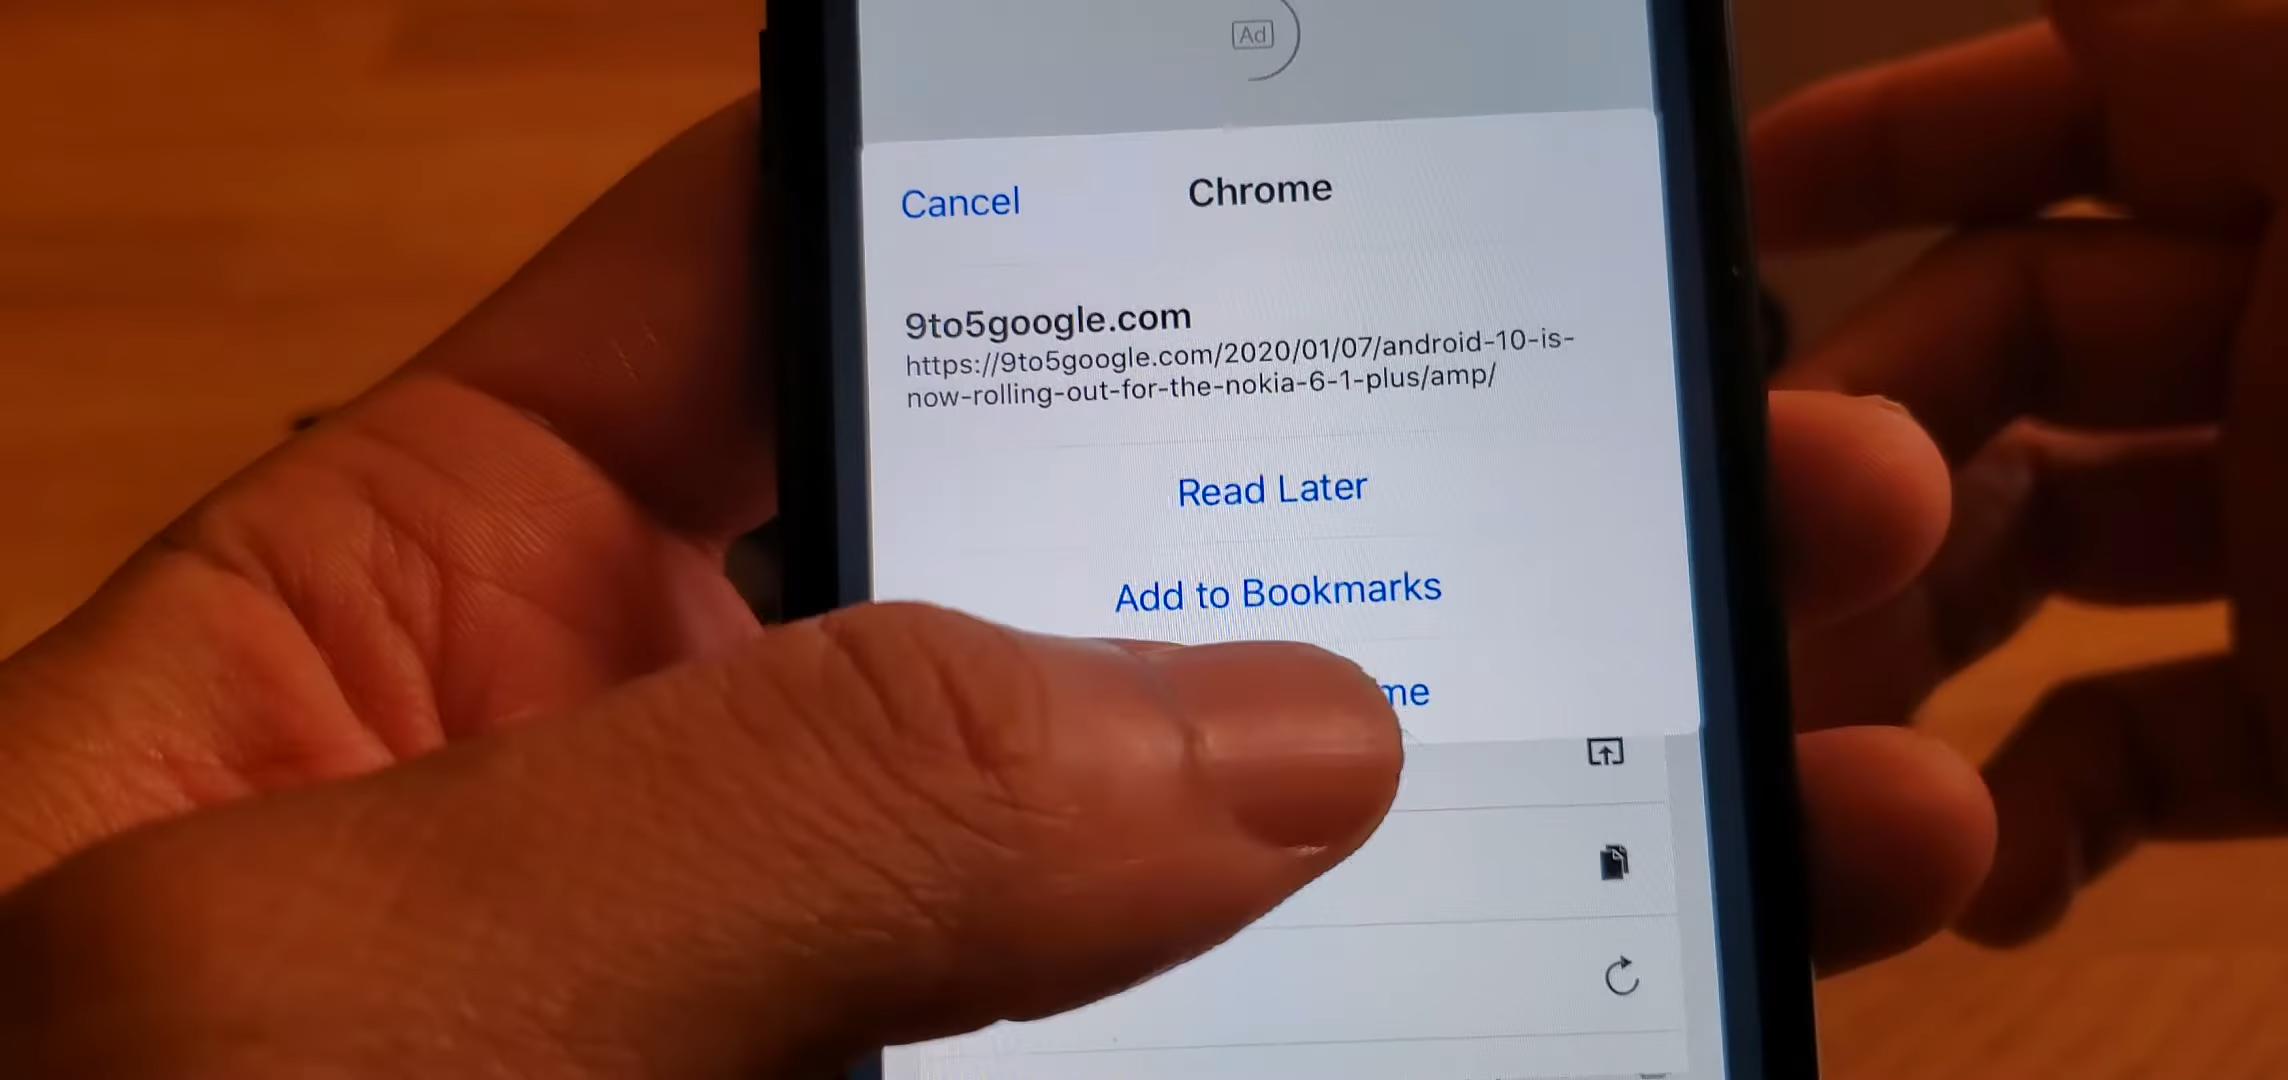 Ad
Cancel
Chrome
9to5google.com
https://9to5google.com/2020/01/07/android-10-is-
now-rolling-out-for-the-nokia-6-1-plus/amp/
Read Later
Add to Bookmarks